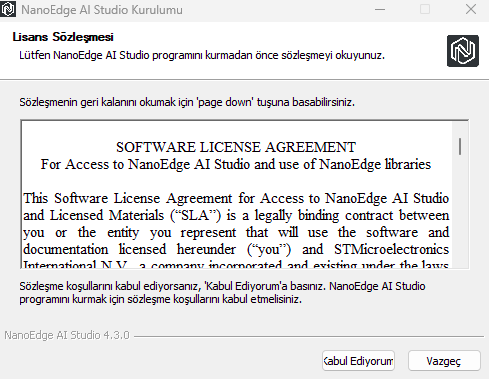 NanoEdge AI Studio Kurulumu
Lisans Sözleşmesi
Lütfen NanoEdge AI Studio programını kurmadan önce sözleşmeyi okuyunuz.
Sözleşmenin geri kalanını okumak için 'page down' tuşuna basabilirsiniz.
SOFTWARE LICENSE AGREEMENT
For Access to NanoEdge AI Studio and use of NanoEdge libraries
This Software License Agreement for Access to NanoEdge AI Studio
and Licensed Materials (“SLA”) is a legally binding contract between
you or the entity you represent that will use the software and
documentation licensed hereunder (“you”) and STMicroelectronics
International N.V., a company incorporated and existing under the laws
Sözleşme koşullarını kabul ediyorsanız, 'Kabul Ediyorum'a basınız. NanoEdge AI Studio
programını kurmak için sözleşme koşullarını kabul etmelisiniz.
NanoEdge AI Studio 4.3.0
Kabul Ediyorum
Vazgeç